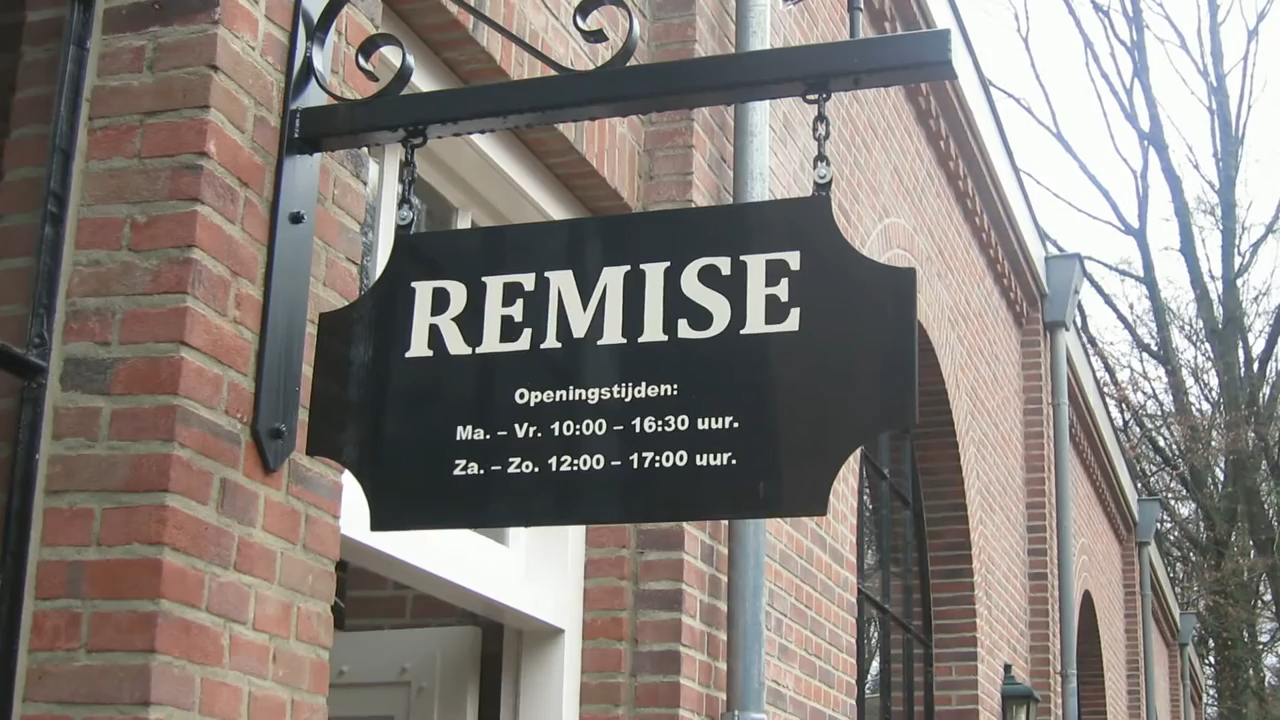 REMISE
Openingstijden:
Ma. – Vr. 10:00 – 16:30 uur.
Za. – Zo. 12:00 – 17:00 uur.